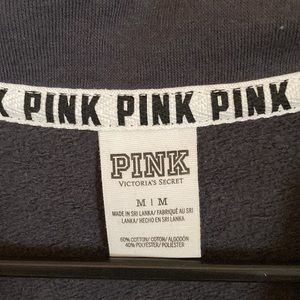 K PINK PINK PINK
PINK
VICTORIA'S SECRET
M | M
MADE IN SRI LANKA/ FABRIQUÉ AU SRI
LANKA/ HECHO EN SRI LANKA
60% COTTON/ COTON/ ALGODÓN
40% POLYESTER/ POLIÉSTER